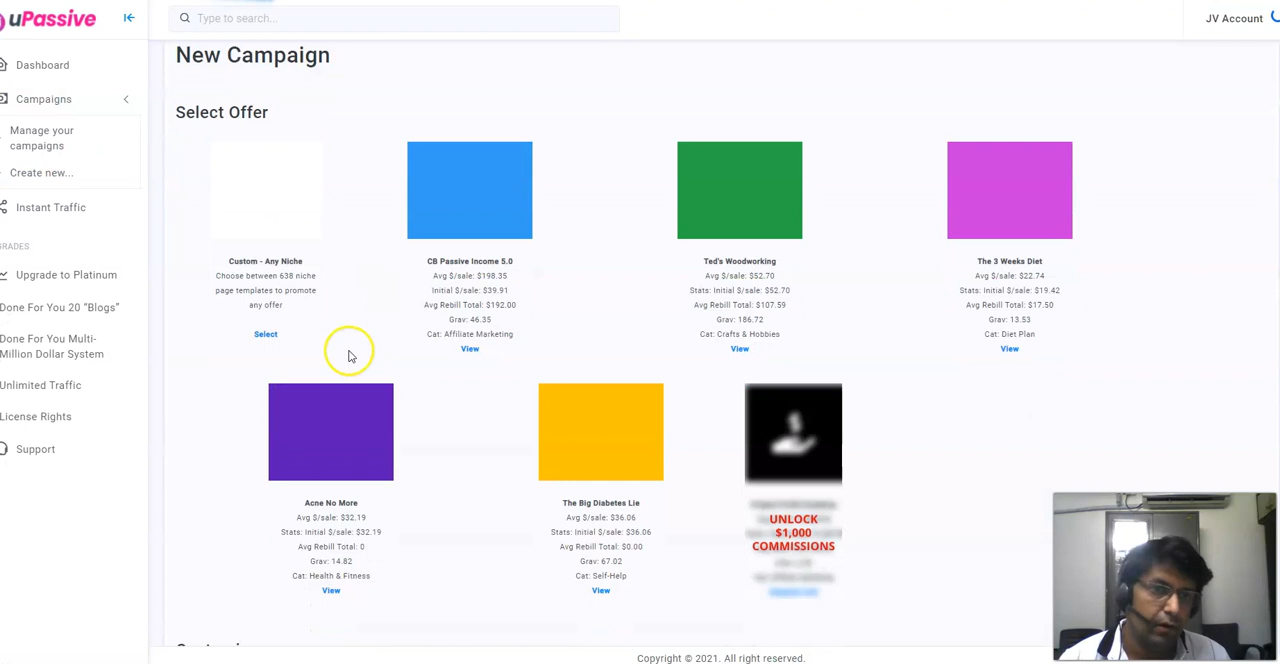 uPassive
Type to search...
JV Account
Dashboard
Campaigns
Manage your
campaigns
Create new...
Instant Traffic
GRADES
Upgrade to Platinum
Done For You 20 “Blogs”
Done For You Multi-
Million Dollar System
Unlimited Traffic
License Rights
Support
New Campaign
Select Offer
Custom - Any Niche
Choose between 638 niche
page templates to promote
any offer
Select
CB Passive Income 5.0
Avg $/sale: $198.35
Initial $/sale: $39.91
Avg Rebill Total: $192.00
Grav: 46.35
Cat: Affiliate Marketing
View
Ted's Woodworking
Avg $/sale: $52.70
Stats: Initial $/sale: $52.70
Avg Rebill Total: $107.59
Grav: 186.72
Cat: Crafts & Hobbies
View
The 3 Weeks Diet
Avg $/sale: $22.74
Stats: Initial $/sale: $19.42
Avg Rebill Total: $17.50
Grav: 13.53
Cat: Diet Plan
View
Acne No More
Avg $/sale: $32.19
Stats: Initial $/sale: $32.19
Avg Rebill Total: 0
Grav: 14.82
Cat: Health & Fitness
View
The Big Diabetes Lie
Avg $/sale: $36.06
Stats: Initial $/sale: $36.06
Avg Rebill Total: $0.00
Grav: 67.02
Cat: Self-Help
View
UNLOCK
$1,000
COMMISSIONS
Copyright © 2021. All right reserved.